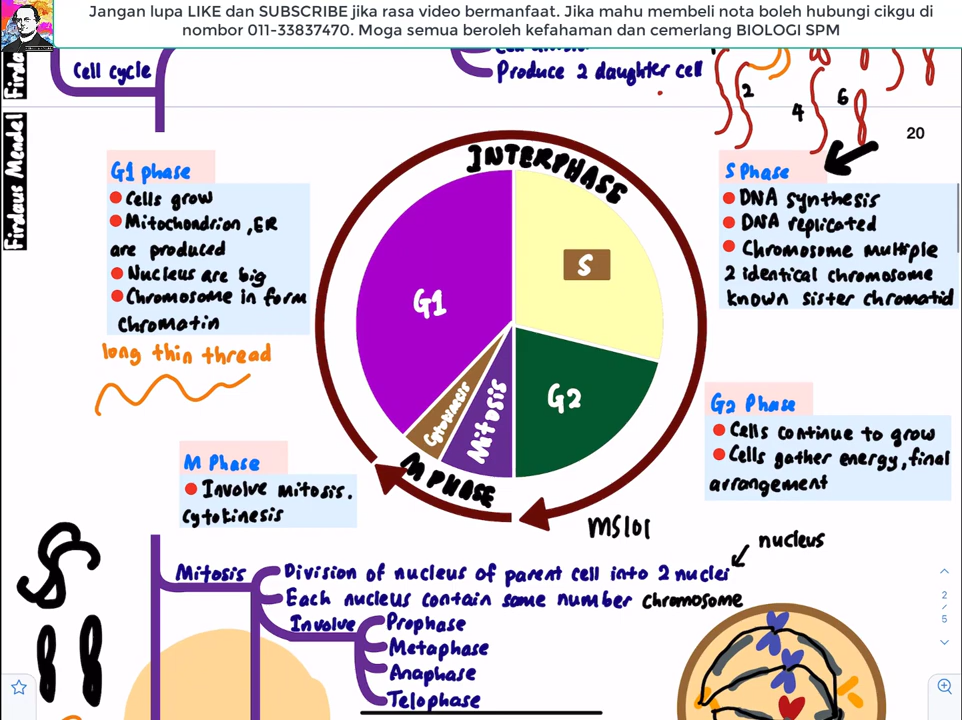 Jangan lupa LIKE dan SUBSCRIBE jika rasa video bermanfaat. Jika mahu membeli nota boleh hubungi cikgu di
nombor 011-33837470. Moga semua beroleh kefahaman dan cemerlang BIOLOGI SPM
Firda
Cell cycle
Produce 2 daughter cell
2
4
6
20
Firdaus Mendel
G1 phase
Cells grow
Mitochondrion, ER
are produced
Nucleus are big
Chromosome in form
chromatin
long thin thread
INTERPHASE
G1
S
G2
Mitosis
Cytokinesis
M PHASE
S Phase
DNA synthesis
DNA replicated
Chromosome multiple
2 identical chromosome
known sister chromatid
G2 Phase
Cells continue to grow
Cells gather energy, final
arrangement
M Phase
Involve mitosis.
cytokinesis
MS101
nucleus
Mitosis
Division of nucleus of parent cell into 2 nuclei
Each nucleus contain same number chromosome
Involve
Prophase
Metaphase
Anaphase
Telophase
2
/
5